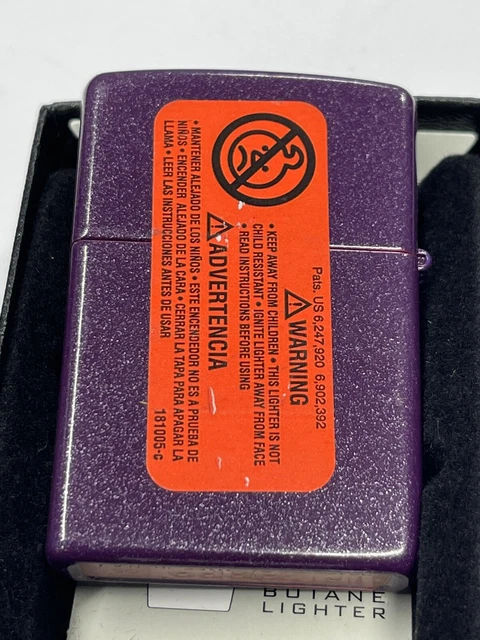 Pats. US 6,247,920 6,902,392
WARNING
• KEEP AWAY FROM CHILDREN • THIS LIGHTER IS NOT
CHILD RESISTANT • IGNITE LIGHTER AWAY FROM FACE
• READ INSTRUCTIONS BEFORE USING
ADVERTENCIA
• MANTENER ALEJADO DE LOS NIÑOS • ESTE ENCENDEDOR NO ES A PRUEBA DE
NIÑOS • ENCENDER ALEJADO DE LA CARA • CERRAR LA TAPA PARA APAGAR LA
LLAMA • LEER LAS INSTRUCCIONES ANTES DE USAR
181005-c
BUTANE
LIGHTER